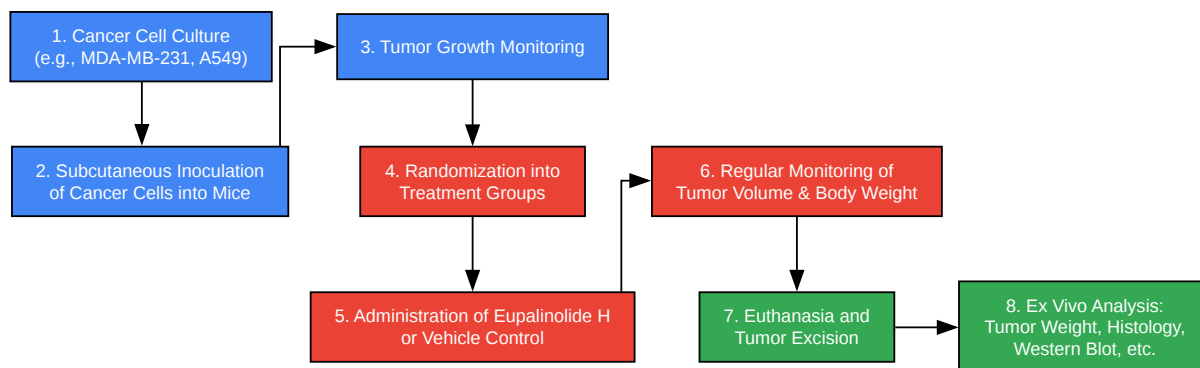 1. Cancer Cell Culture
(e.g., MDA-MB-231, A549)
2. Subcutaneous Inoculation
of Cancer Cells into Mice
3. Tumor Growth Monitoring
4. Randomization into
Treatment Groups
5. Administration of Eupalinolide H
or Vehicle Control
6. Regular Monitoring of
Tumor Volume & Body Weight
7. Euthanasia and
Tumor Excision
8. Ex Vivo Analysis:
Tumor Weight, Histology,
Western Blot, etc.